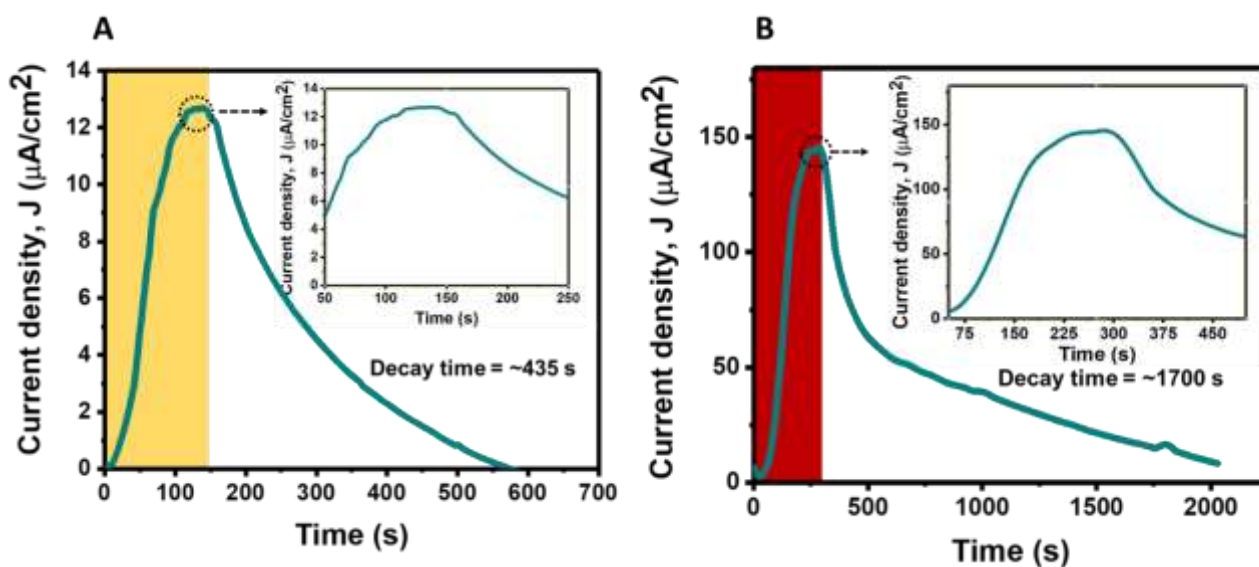 A
Current density, J (μA/cm²)
14
12
10
8
6
4
2
0
0 100 200 300 400 500 600 700
Time (s)
Current density, J (μA/cm²)
14
12
10
8
6
4
2
0
50 100 150 200 250
Time (s)
Decay time = ~435 s
B
Current density, J (μA/cm²)
150
100
50
0
0 500 1000 1500 2000
Time (s)
Current density, J (μA/cm²)
150
100
50
0
75 150 225 300 375 450
Time (s)
Decay time = ~1700 s